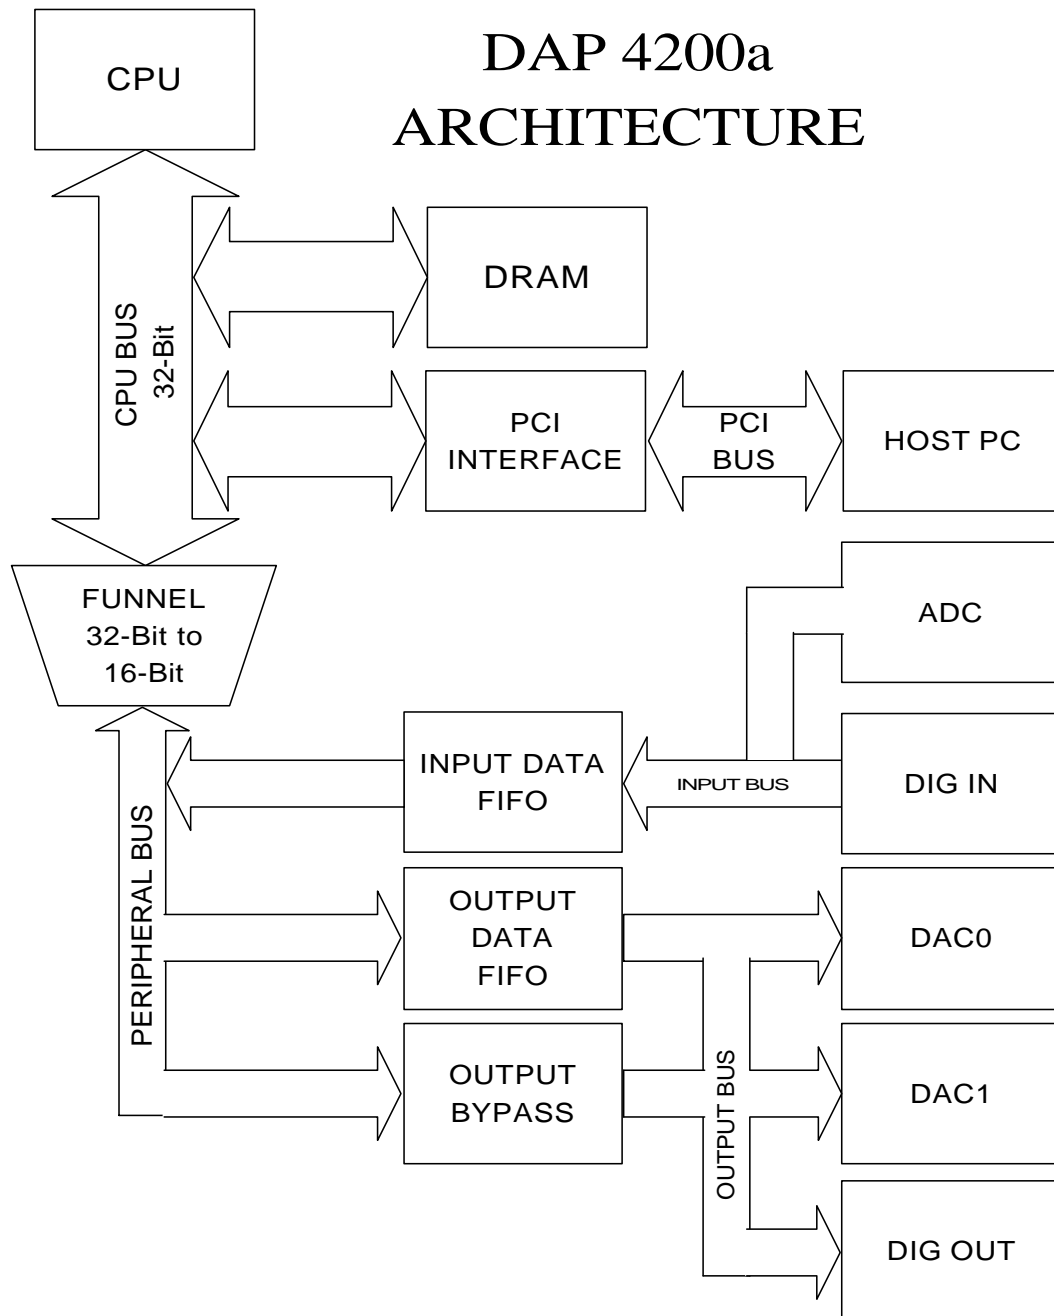 DAP 4200a
ARCHITECTURE
CPU
CPU BUS
32-Bit
DRAM
PCI
INTERFACE
PCI
BUS
HOST PC
FUNNEL
32-Bit to
16-Bit
ADC
PERIPHERAL BUS
INPUT DATA
FIFO
INPUT BUS
DIG IN
OUTPUT
DATA
FIFO
DAC0
OUTPUT
BYPASS
OUTPUT BUS
DAC1
DIG OUT